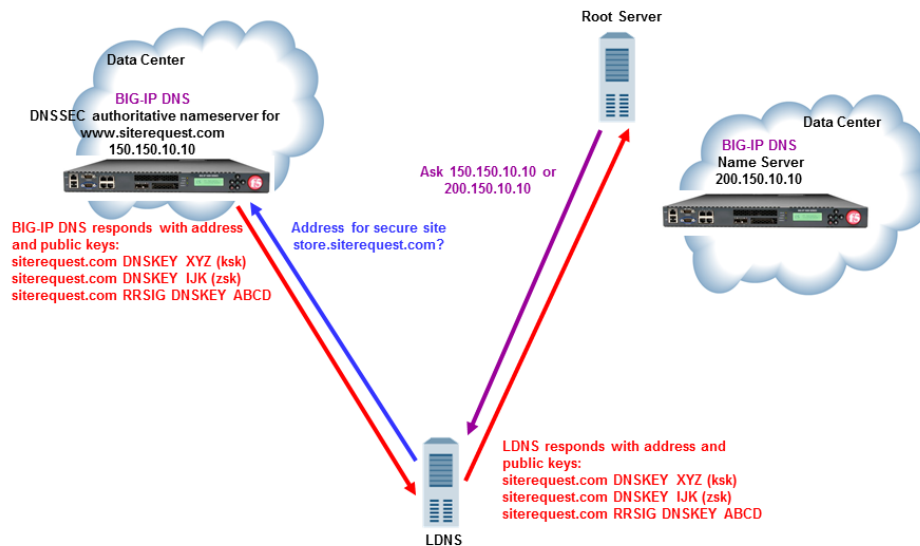 Root Server
Data Center
BIG-IP DNS
DNSSEC authoritative nameserver for
www.siterequest.com
150.150.10.10
Data Center
BIG-IP DNS
Name Server
200.150.10.10
Ask 150.150.10.10 or
200.150.10.10
BIG-IP DNS responds with address
and public keys:
siterequest.com DNSKEY XYZ (ksk)
siterequest.com DNSKEY IJK (zsk)
siterequest.com RRSIG DNSKEY ABCD
Address for secure site
store.siterequest.com?
LDNS responds with address and
public keys:
siterequest.com DNSKEY XYZ (ksk)
siterequest.com DNSKEY IJK (zsk)
siterequest.com RRSIG DNSKEY ABCD
LDNS